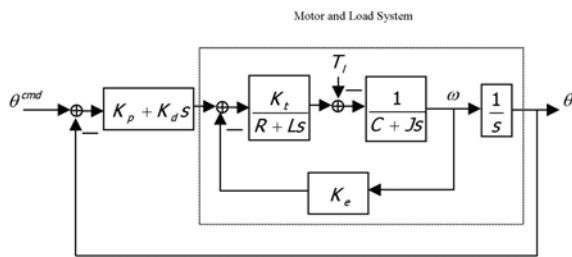 Motor and Load System
T_l
θ^cmd
K_p + K_d s
K_t
R + Ls
1
C + Js
ω
1
s
θ
K_e